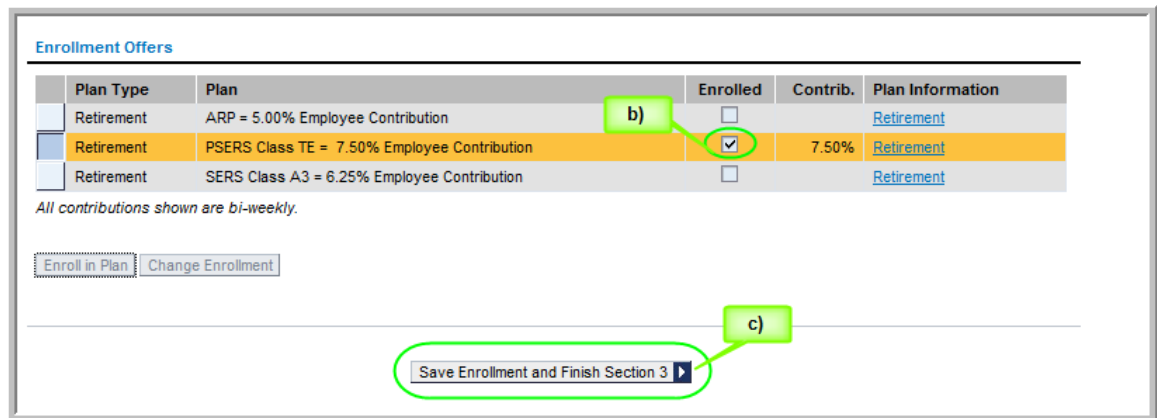 Enrollment Offers
Plan Type Plan Enrolled Contrib. Plan Information
Retirement ARP = 5.00% Employee Contribution b) Retirement
Retirement PSERS Class TE = 7.50% Employee Contribution 7.50% Retirement
Retirement SERS Class A3 = 6.25% Employee Contribution Retirement
All contributions shown are bi-weekly.
Enroll in Plan Change Enrollment
c)
Save Enrollment and Finish Section 3